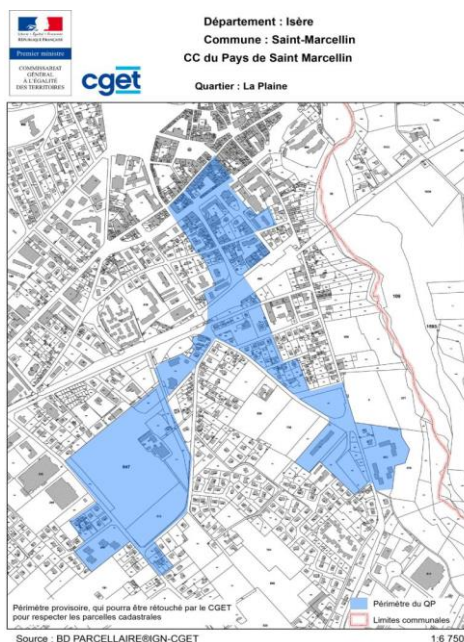 Département : Isère
Commune : Saint-Marcellin
CC du Pays de Saint Marcellin
Quartier : La Plaine
Premier ministre
COMMISSARIAT
GÉNÉRAL
À L'ÉGALITÉ
DES TERRITOIRES
cget
Périmètre provisoire, qui pourra être rétouché par le CGET
pour respecter les parcelles cadastrales
Périmètre du QP
Limites communales
Source : BD PARCELLAIRE@IGN-CGET
1:6 730